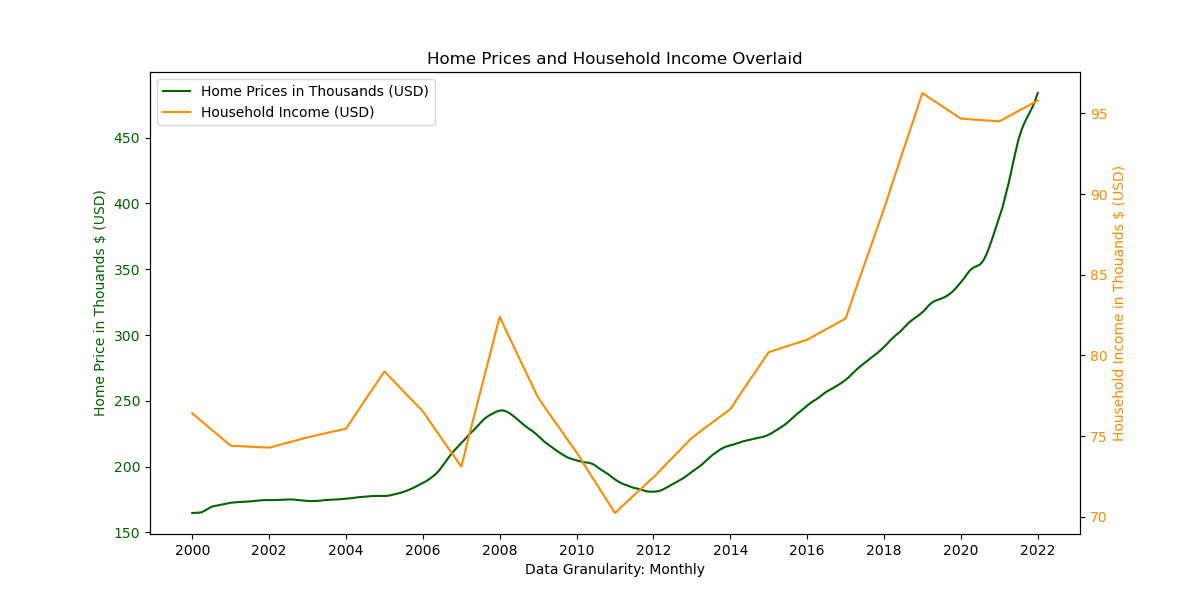 Home Prices and Household Income Overlaid
Home Prices in Thousands (USD)
Household Income (USD)
Home Price in Thouands $ (USD)
450
400
350
300
250
200
150
95
90
85
80
75
70
Household Income in Thouands $ (USD)
2000 2002 2004 2006 2008 2010 2012 2014 2016 2018 2020 2022
Data Granularity: Monthly